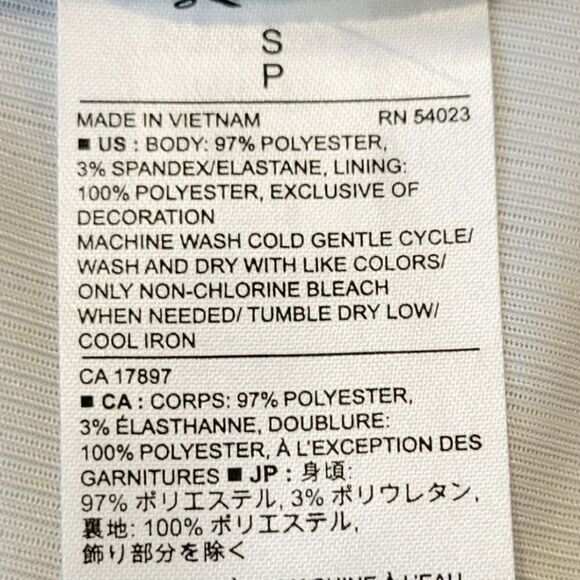 S
P
MADE IN VIETNAM RN 54023
■ US : BODY: 97% POLYESTER,
3% SPANDEX/ELASTANE, LINING:
100% POLYESTER, EXCLUSIVE OF
DECORATION
MACHINE WASH COLD GENTLE CYCLE/
WASH AND DRY WITH LIKE COLORS/
ONLY NON-CHLORINE BLEACH
WHEN NEEDED/ TUMBLE DRY LOW/
COOL IRON
CA 17897
■ CA : CORPS: 97% POLYESTER,
3% ÉLASTHANNE, DOUBLURE:
100% POLYESTER, À L'EXCEPTION DES
GARNITURES ■ JP : 身頃:
97% ポリエステル, 3% ポリウレタン,
裏地: 100% ポリエステル,
飾り部分を除く
MACHINE À L'EAU